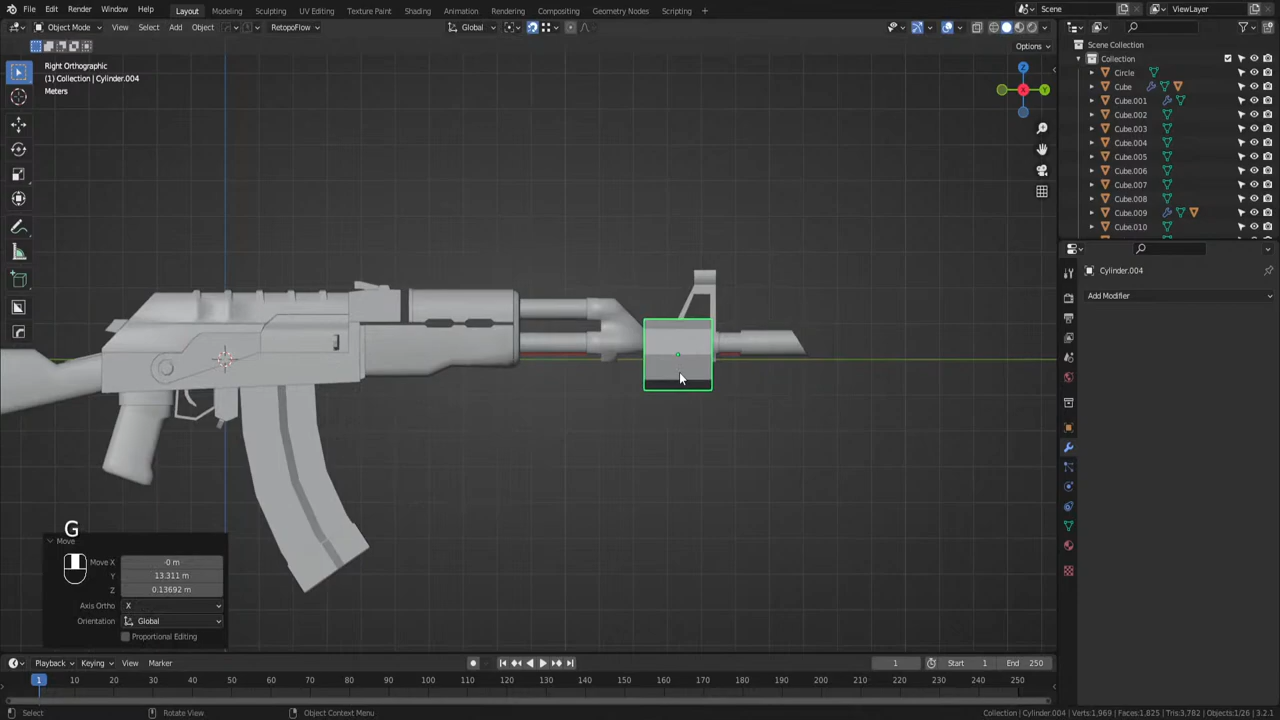 File Edit Render Window Help Layout Modeling Sculpting UV Editing Texture Paint Shading Animation Rendering Compositing Geometry Nodes Scripting + Scene ViewLayer
Object Mode View Select Add Object RetopoFlow Global
Options
Right Orthographic
(1) Collection | Cylinder.004
Meters
Z
X
Y
Scene Collection
Collection
Circle
Cube
Cube.001
Cube.002
Cube.003
Cube.004
Cube.005
Cube.006
Cube.007
Cube.008
Cube.009
Cube.010
Cylinder.004
Add Modifier
G
Move
Move X -0 m
Y 13.311 m
Z 0.13692 m
Axis Ortho X
Orientation Global
Proportional Editing
Playback Keying View Marker 1 Start 1 End 250
1 10 20 30 40 50 60 70 80 90 100 110 120 130 140 150 160 170 180 190 200 210 220 230 240 250
Select Rotate View Object Context Menu Collection | Cylinder.004 | Verts:1,969 | Faces:1,825 | Tris:3,782 | Objects:1/26 | 3.2.1